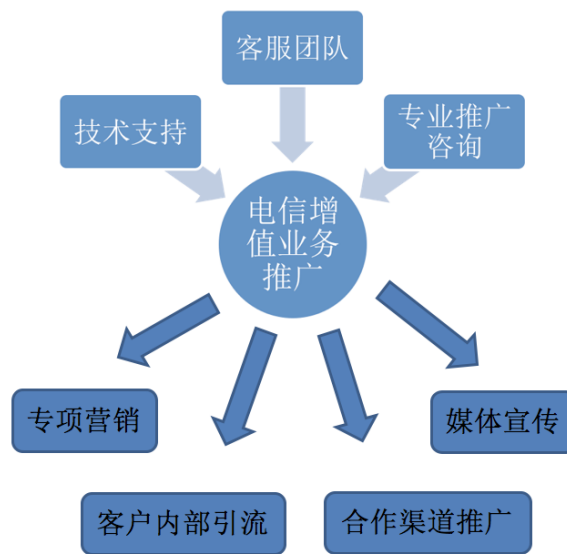 客服团队
技术支持
专业推广
咨询
电信增
值业务
推广
专项营销
媒体宣传
客户内部引流
合作渠道推广